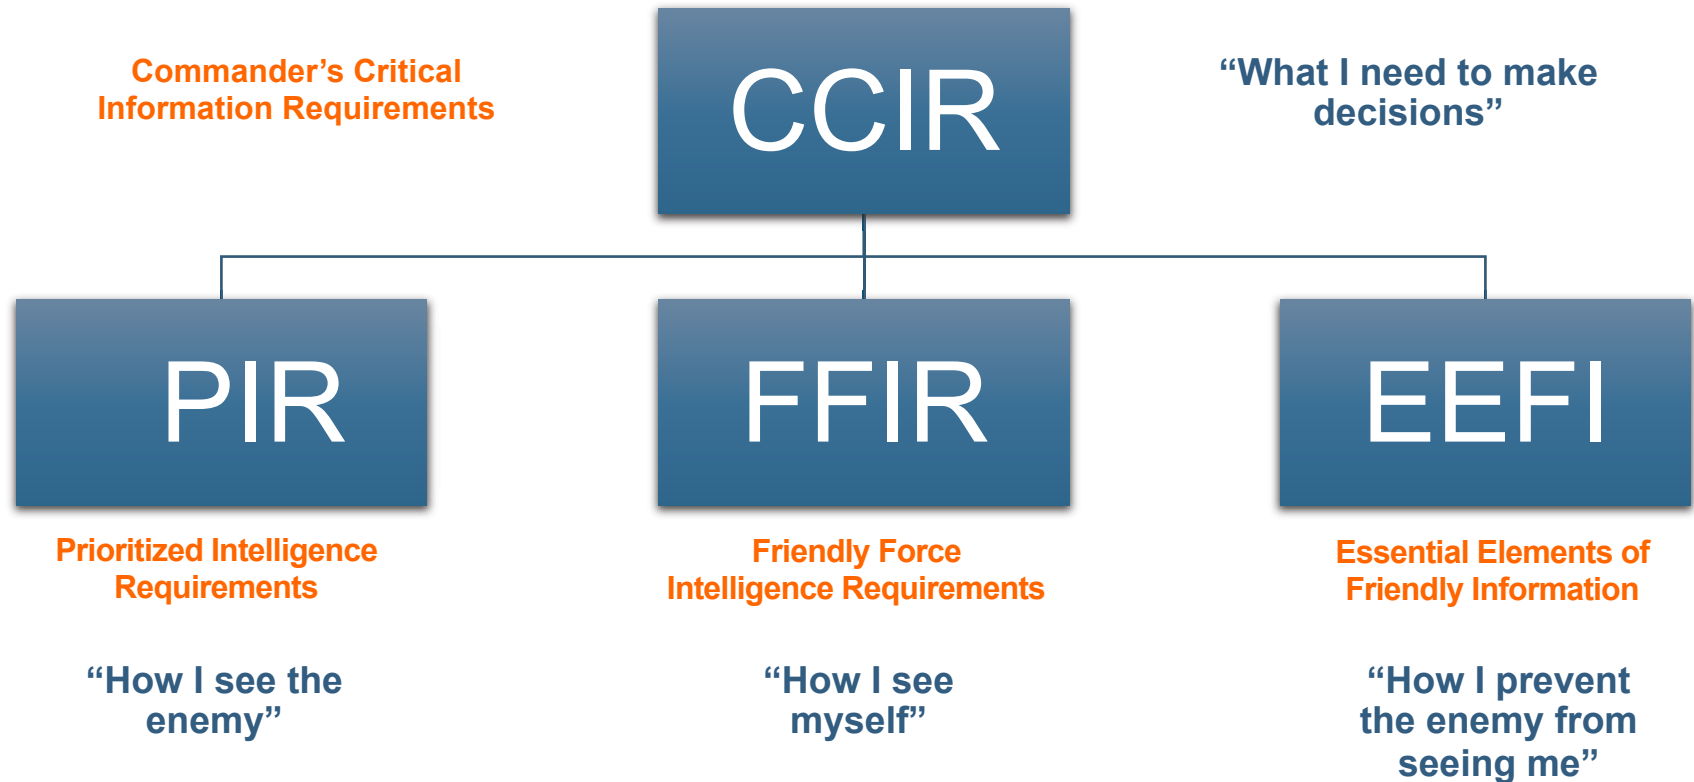 Commander’s Critical
Information Requirements
CCIR
“What I need to make
decisions”
PIR
FFIR
EEFI
Prioritized Intelligence
Requirements
Friendly Force
Intelligence Requirements
Essential Elements of
Friendly Information
“How I see the
enemy”
“How I see
myself”
“How I prevent
the enemy from
seeing me”